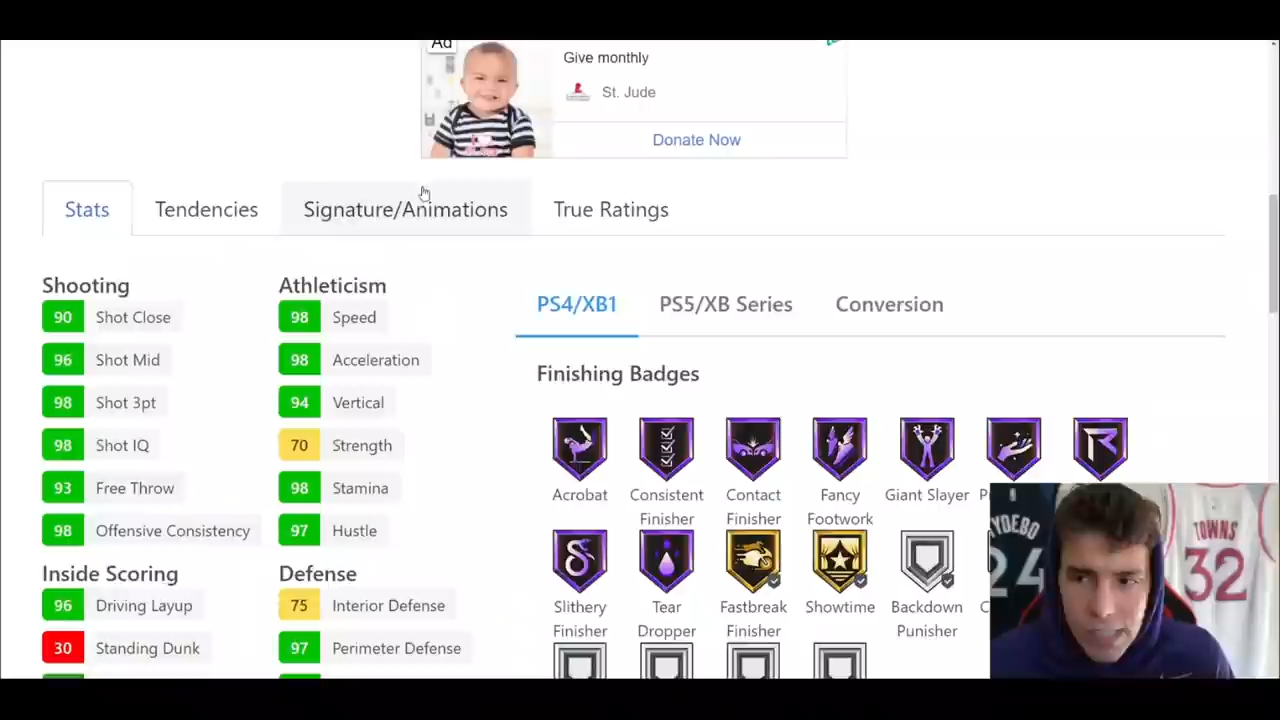 Ad
Give monthly
St. Jude
Donate Now
Stats
Tendencies
Signature/Animations
True Ratings
Shooting
90 Shot Close
96 Shot Mid
98 Shot 3pt
98 Shot IQ
93 Free Throw
98 Offensive Consistency
Inside Scoring
96 Driving Layup
30 Standing Dunk
Athleticism
98 Speed
98 Acceleration
94 Vertical
70 Strength
98 Stamina
97 Hustle
Defense
75 Interior Defense
97 Perimeter Defense
PS4/XB1
PS5/XB Series
Conversion
Finishing Badges
Acrobat
Consistent
Finisher
Contact
Finisher
Fancy
Footwork
Giant Slayer
Slithery
Finisher
Tear
Dropper
Fastbreak
Finisher
Showtime
Backdown
Punisher
24
TOWNS
32